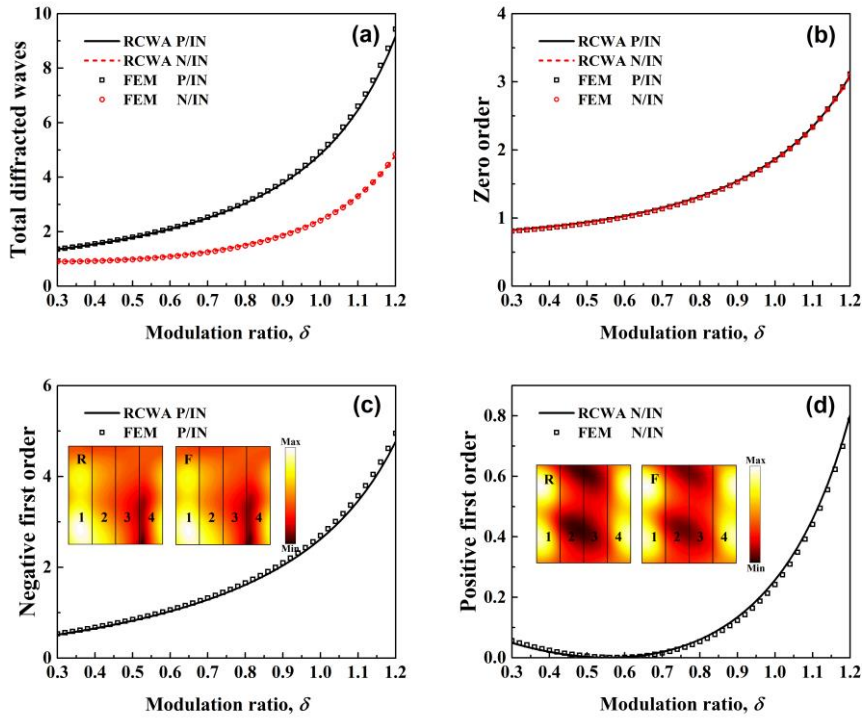 (a)
RCWA P/IN
RCWA N/IN
FEM P/IN
FEM N/IN
Total diffracted waves
10
8
6
4
2
0
0.3 0.4 0.5 0.6 0.7 0.8 0.9 1.0 1.1 1.2
Modulation ratio, δ
(b)
RCWA P/IN
RCWA N/IN
FEM P/IN
FEM N/IN
Zero order
4
3
2
1
0
0.3 0.4 0.5 0.6 0.7 0.8 0.9 1.0 1.1 1.2
Modulation ratio, δ
(c)
RCWA P/IN
FEM P/IN
Negative first order
6
4
2
0
R
1 2 3 4
F
1 2 3 4
Max
Min
0.3 0.4 0.5 0.6 0.7 0.8 0.9 1.0 1.1 1.2
Modulation ratio, δ
(d)
RCWA N/IN
FEM N/IN
Positive first order
0.8
0.6
0.4
0.2
0.0
R
1 2 3 4
F
1 2 3 4
Max
Min
0.3 0.4 0.5 0.6 0.7 0.8 0.9 1.0 1.1 1.2
Modulation ratio, δ